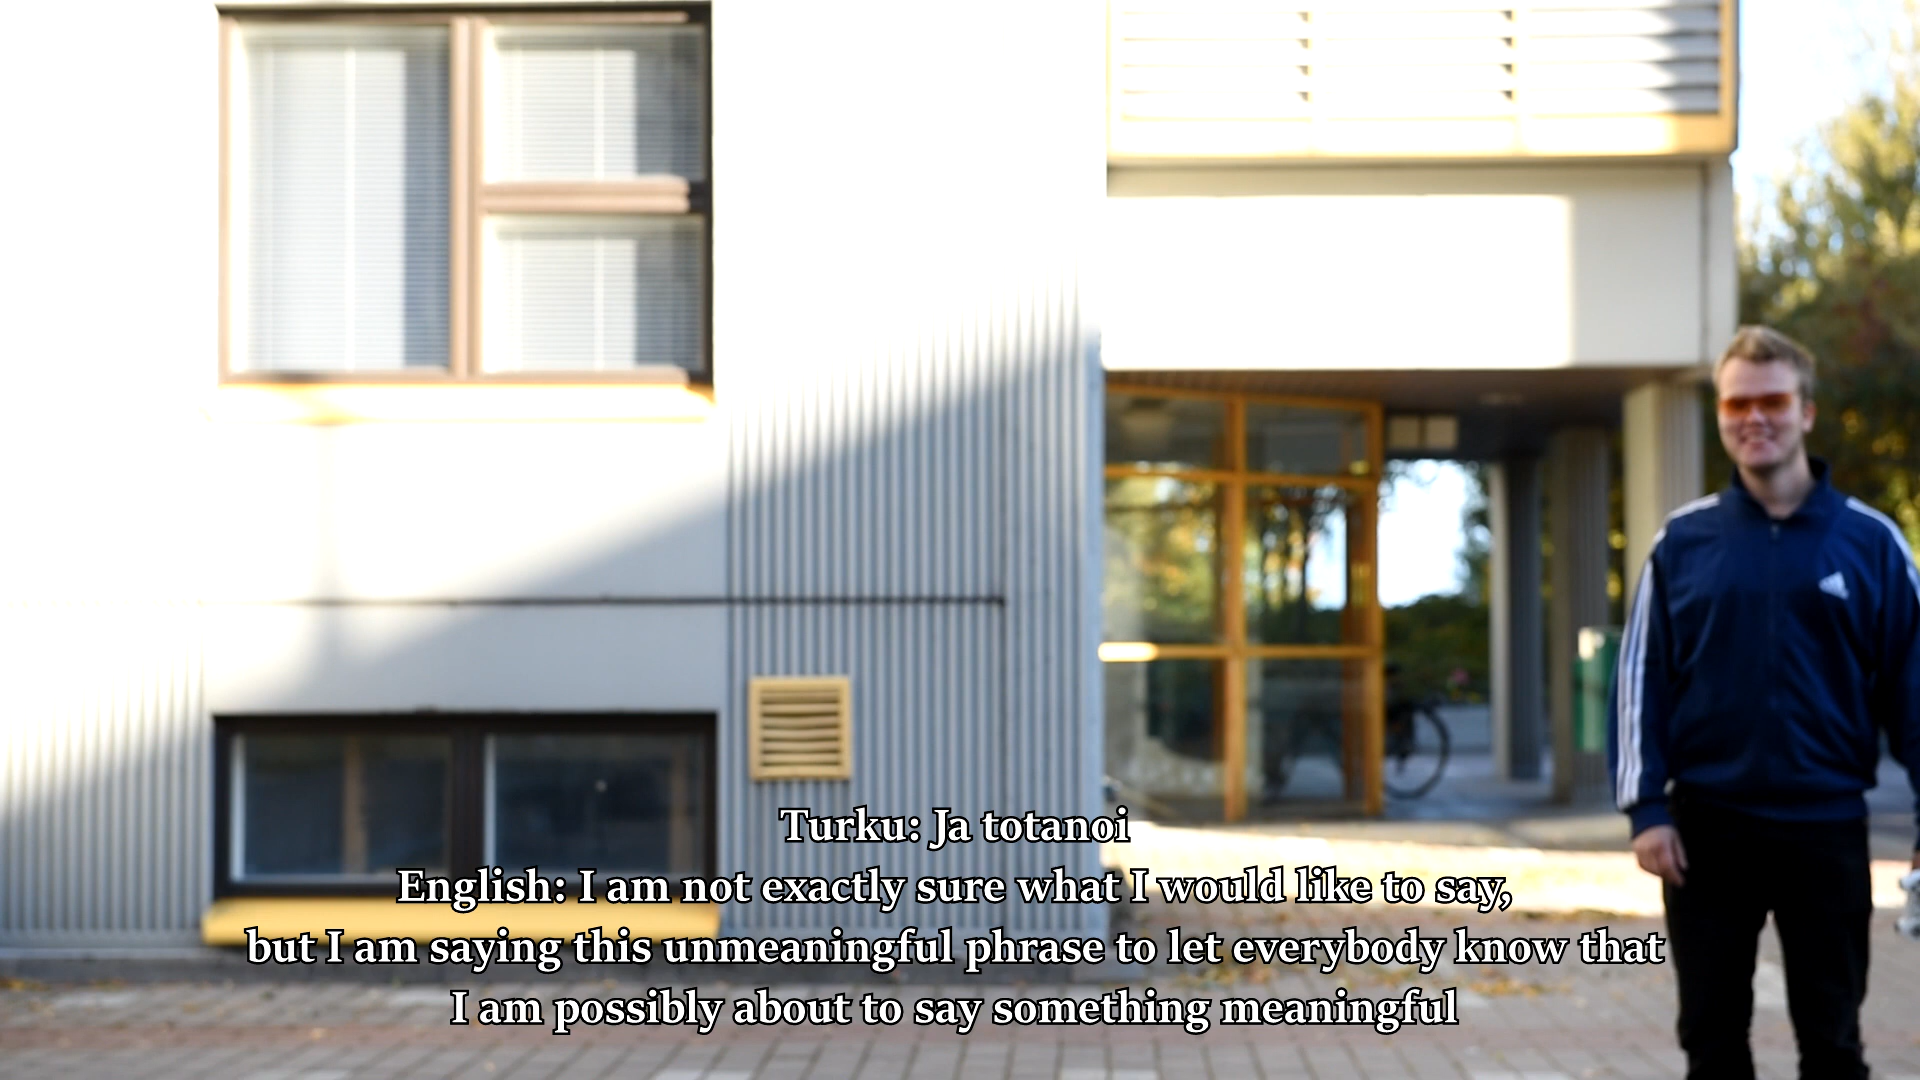 Turku: Ja totanoi
English: I am not exactly sure what I would like to say,
but I am saying this unmeaningful phrase to let everybody know that
I am possibly about to say something meaningful